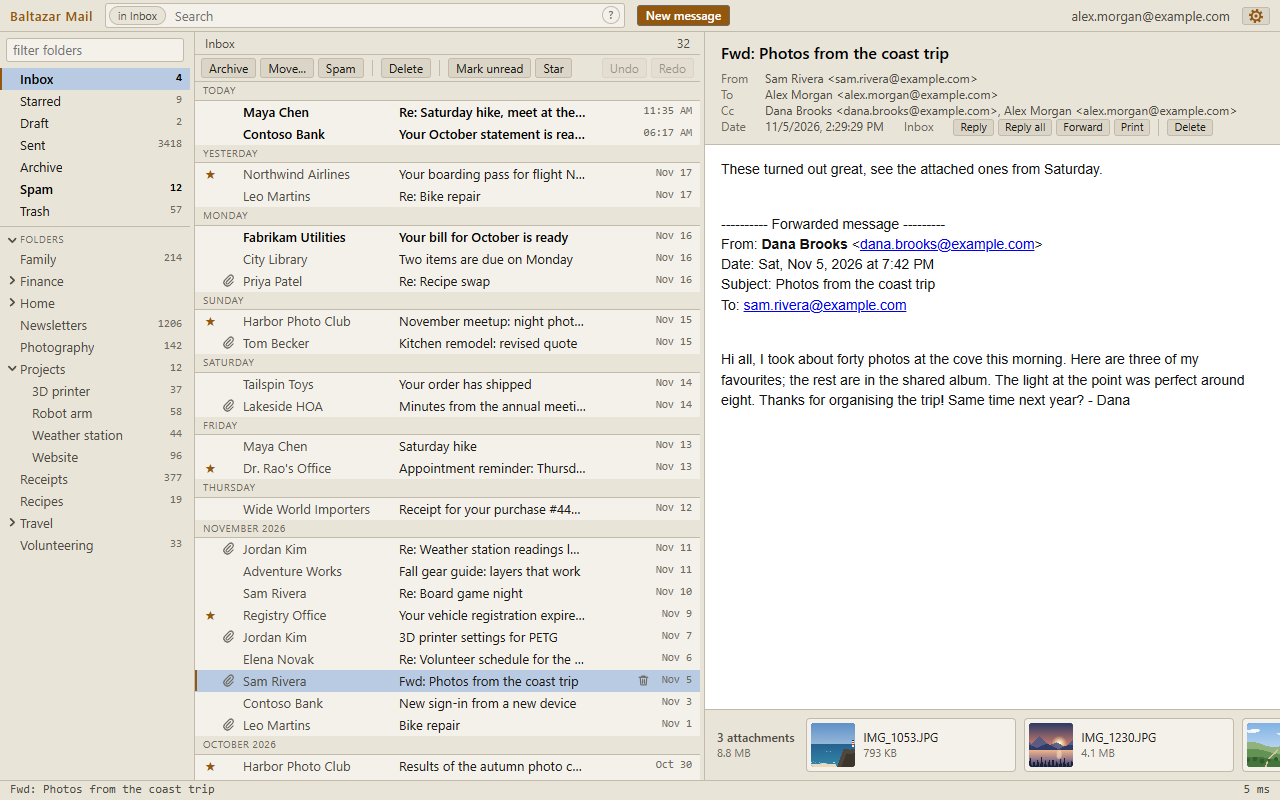 Baltazar Mail
in Inbox
Search
?
New message
alex.morgan@example.com
filter folders
Inbox 4
Starred 9
Draft 2
Sent 3418
Archive
Spam 12
Trash 57
FOLDERS
Family 214
Finance
Home
Newsletters 1206
Photography 142
Projects 12
3D printer 37
Robot arm 58
Weather station 44
Website 96
Receipts 377
Recipes 19
Travel
Volunteering 33
Inbox 32
Archive Move... Spam Delete Mark unread Star Undo Redo
TODAY
Maya Chen Re: Saturday hike, meet at the... 11:35 AM
Contoso Bank Your October statement is rea... 06:17 AM
YESTERDAY
Northwind Airlines Your boarding pass for flight N... Nov 17
Leo Martins Re: Bike repair Nov 17
MONDAY
Fabrikam Utilities Your bill for October is ready Nov 16
City Library Two items are due on Monday Nov 16
Priya Patel Re: Recipe swap Nov 16
SUNDAY
Harbor Photo Club November meetup: night phot... Nov 15
Tom Becker Kitchen remodel: revised quote Nov 15
SATURDAY
Tailspin Toys Your order has shipped Nov 14
Lakeside HOA Minutes from the annual meeti... Nov 14
FRIDAY
Maya Chen Saturday hike Nov 13
Dr. Rao's Office Appointment reminder: Thursd... Nov 13
THURSDAY
Wide World Importers Receipt for your purchase #44... Nov 12
NOVEMBER 2026
Jordan Kim Re: Weather station readings l... Nov 11
Adventure Works Fall gear guide: layers that work Nov 11
Sam Rivera Re: Board game night Nov 10
Registry Office Your vehicle registration expire... Nov 9
Jordan Kim 3D printer settings for PETG Nov 7
Elena Novak Re: Volunteer schedule for the ... Nov 6
Sam Rivera Fwd: Photos from the coast trip Nov 5
Contoso Bank New sign-in from a new device Nov 3
Leo Martins Bike repair Nov 1
OCTOBER 2026
Harbor Photo Club Results of the autumn photo c... Oct 30
Fwd: Photos from the coast trip
From Sam Rivera <sam.rivera@example.com>
To Alex Morgan <alex.morgan@example.com>
Cc Dana Brooks <dana.brooks@example.com>, Alex Morgan <alex.morgan@example.com>
Date 11/5/2026, 2:29:29 PM Inbox Reply Reply all Forward Print Delete
These turned out great, see the attached ones from Saturday.
---------- Forwarded message ---------
From: Dana Brooks <dana.brooks@example.com>
Date: Sat, Nov 5, 2026 at 7:42 PM
Subject: Photos from the coast trip
To: sam.rivera@example.com
Hi all, I took about forty photos at the cove this morning. Here are three of my
favourites; the rest are in the shared album. The light at the point was perfect around
eight. Thanks for organising the trip! Same time next year? - Dana
3 attachments
8.8 MB
IMG_1053.JPG
793 KB
IMG_1230.JPG
4.1 MB
Fwd: Photos from the coast trip
5 ms